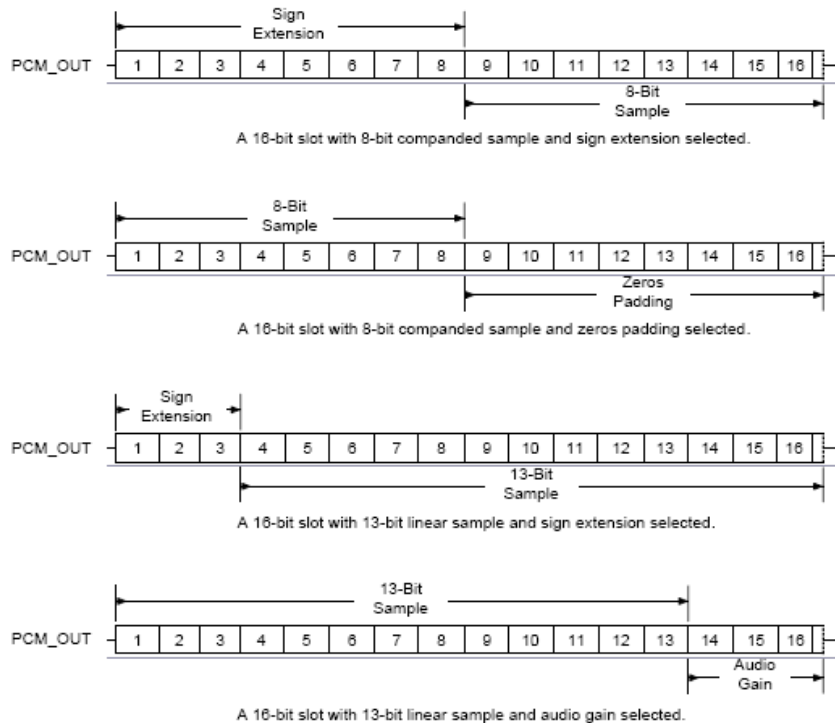 Sign
Extension
PCM_OUT 1 2 3 4 5 6 7 8 9 10 11 12 13 14 15 16
8-Bit
Sample
A 16-bit slot with 8-bit companded sample and sign extension selected.
8-Bit
Sample
PCM_OUT 1 2 3 4 5 6 7 8 9 10 11 12 13 14 15 16
Zeros
Padding
A 16-bit slot with 8-bit companded sample and zeros padding selected.
Sign
Extension
PCM_OUT 1 2 3 4 5 6 7 8 9 10 11 12 13 14 15 16
13-Bit
Sample
A 16-bit slot with 13-bit linear sample and sign extension selected.
13-Bit
Sample
PCM_OUT 1 2 3 4 5 6 7 8 9 10 11 12 13 14 15 16
Audio
Gain
A 16-bit slot with 13-bit linear sample and audio gain selected.